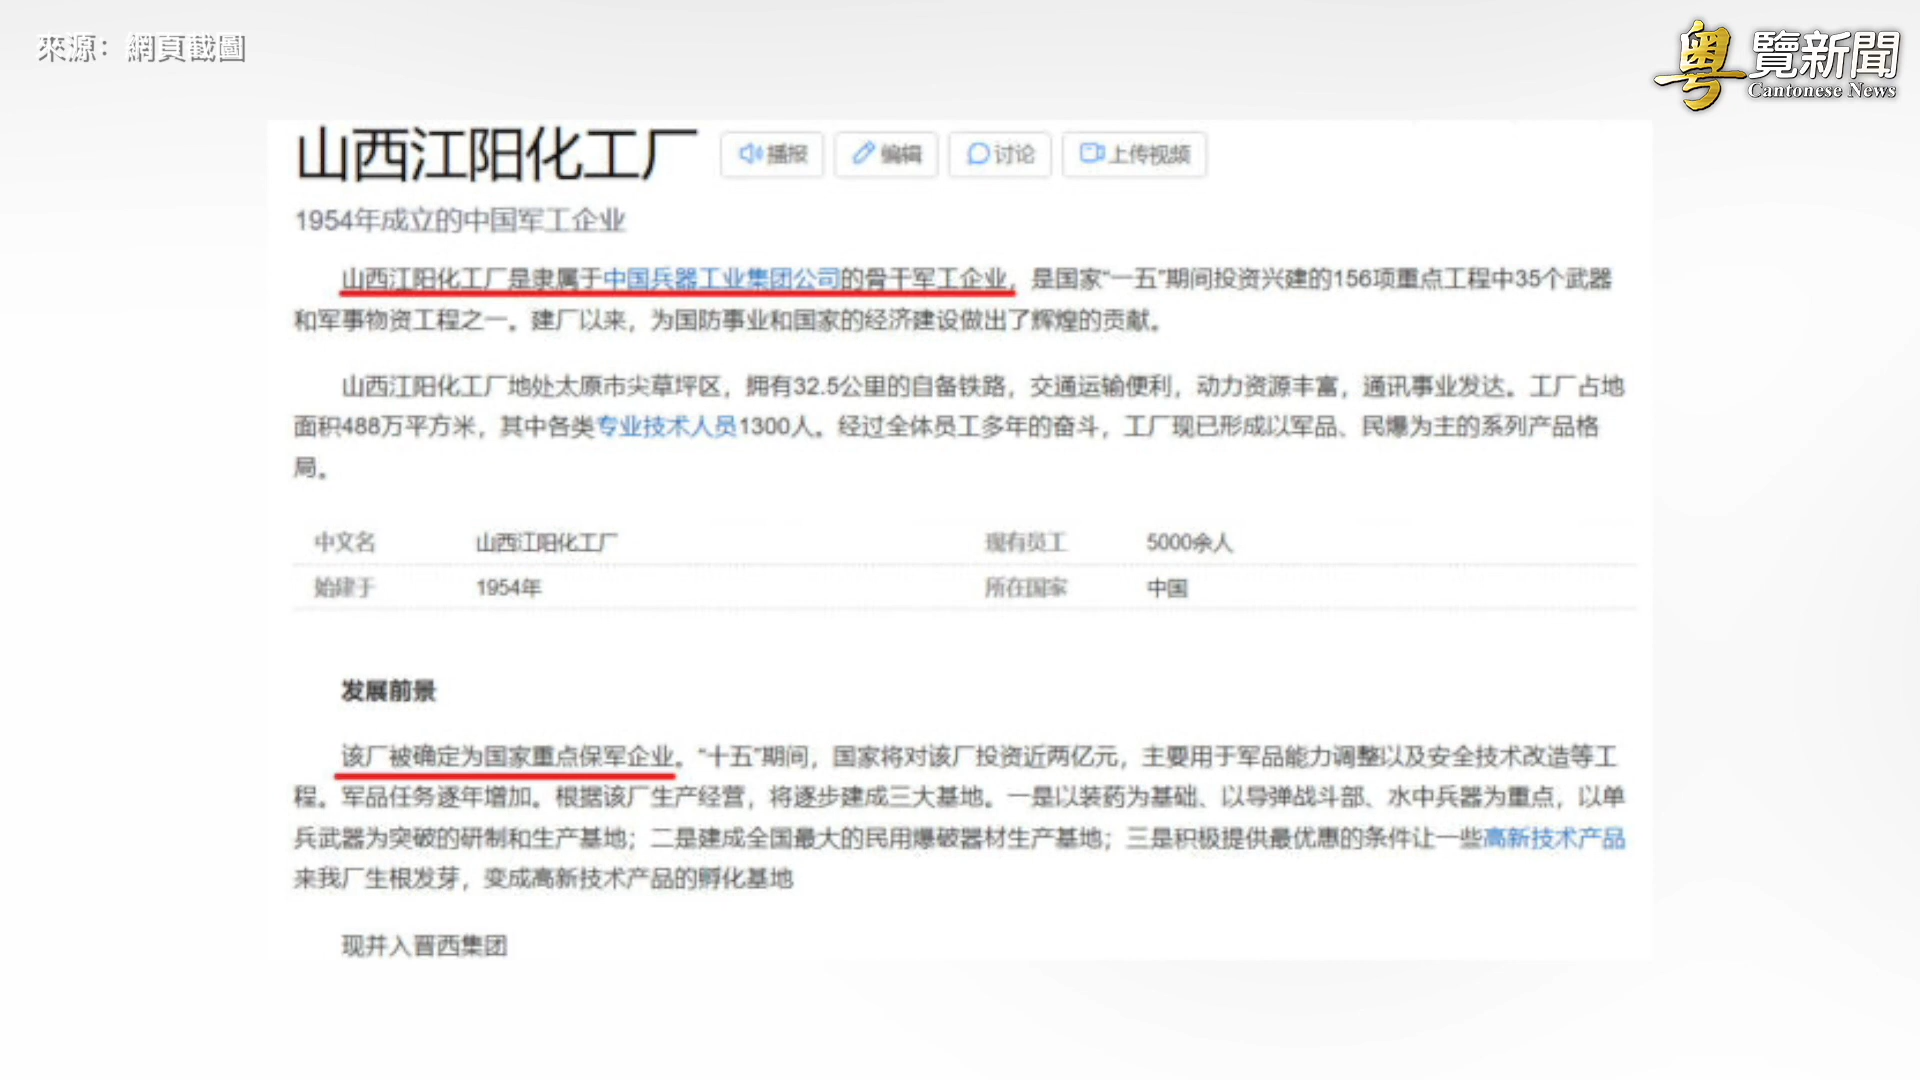 來源：網頁截圖
粤覽新聞
Cantonese News
山西江阳化工厂 播报 编辑 讨论 上传视频
1954年成立的中国军工企业
山西江阳化工厂是隶属于中国兵器工业集团公司的骨干军工企业，是国家“一五”期间投资兴建的156项重点工程中35个武器
和军事物资工程之一。建厂以来，为国防事业和国家的经济建设做出了辉煌的贡献。
山西江阳化工厂地处太原市尖草坪区，拥有32.5公里的自备铁路，交通运输便利，动力资源丰富，通讯事业发达。工厂占地
面积488万平方米，其中各类专业技术人员1300人。经过全体员工多年的奋斗，工厂现已形成以军品、民爆为主的系列产品格
局。
中文名 山西江阳化工厂 现有员工 5000余人
始建于 1954年 所在国家 中国
发展前景
该厂被确定为国家重点保军企业。“十五”期间，国家将对该厂投资近两亿元，主要用于军品能力调整以及安全技术改造等工
程。军品任务逐年增加。根据该厂生产经营，将逐步建成三大基地。一是以装药为基础、以导弹战斗部、水中兵器为重点，以单
兵武器为突破的研制和生产基地；二是建成全国最大的民用爆破器材生产基地；三是积极提供最优惠的条件让一些高新技术产品
来我厂生根发芽，变成高新技术产品的孵化基地
现并入晋西集团